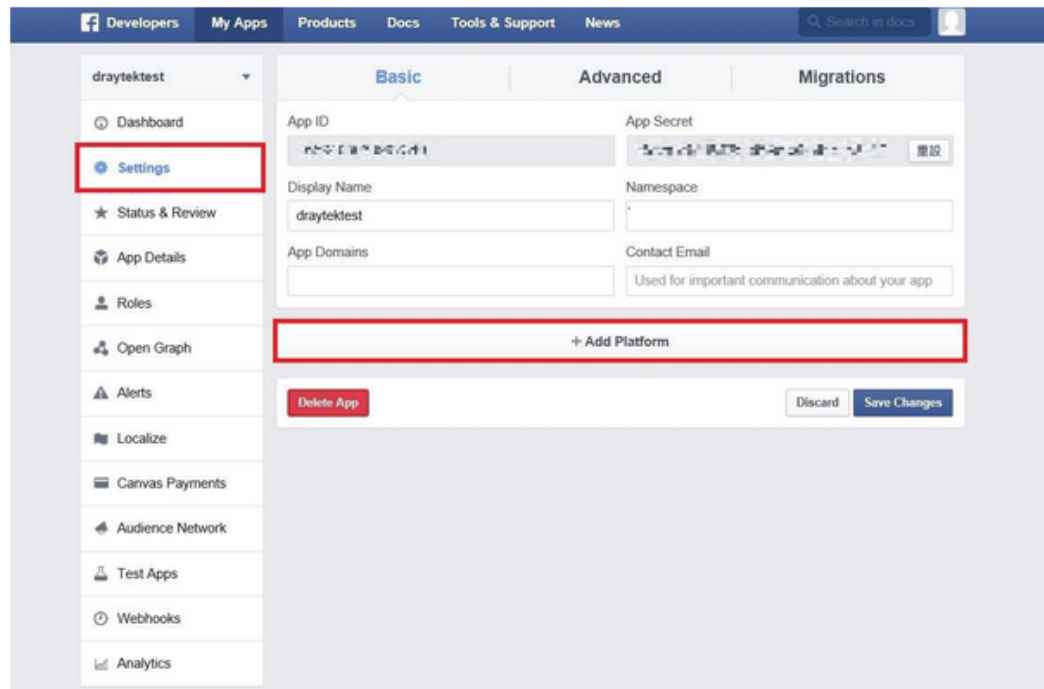 Developers My Apps Products Docs Tools & Support News Search in docs
draytektest
Dashboard
Settings
Status & Review
App Details
Roles
Open Graph
Alerts
Localize
Canvas Payments
Audience Network
Test Apps
Webhooks
Analytics
Basic Advanced Migrations
App ID App Secret
重設
Display Name Namespace
draytektest
App Domains Contact Email
Used for important communication about your app
+ Add Platform
Delete App Discard Save Changes